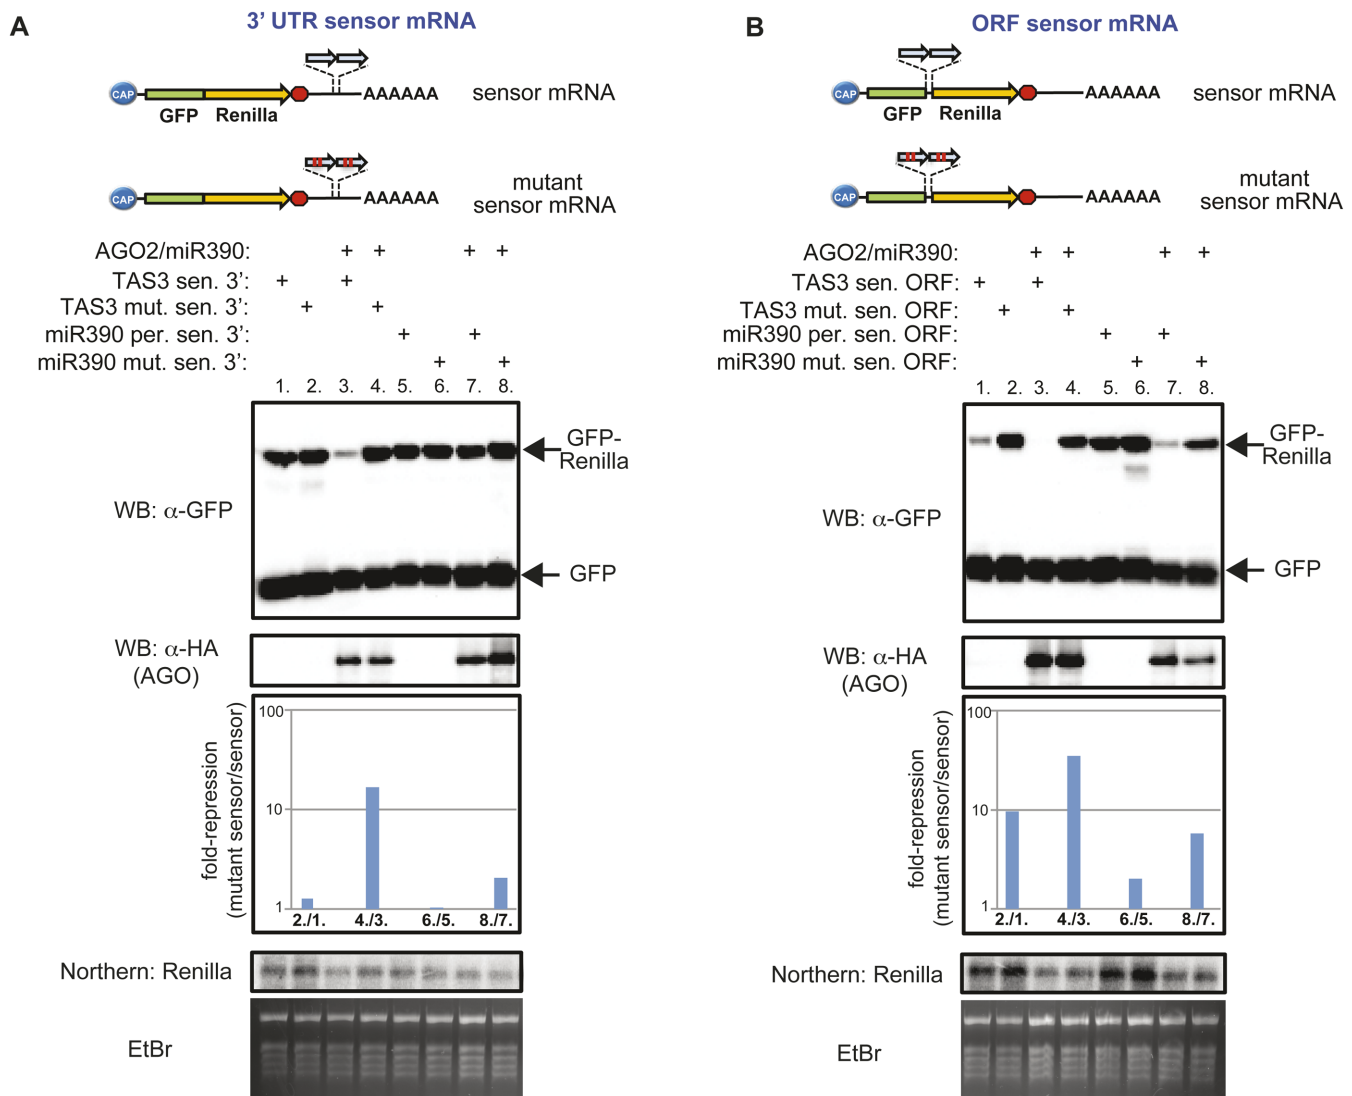 A
3' UTR sensor mRNA
CAP
AAAAAA
sensor mRNA
GFP
Renilla
CAP
AAAAAA
mutant
sensor mRNA
AGO2/miR390: + + + +
TAS3 sen. 3': + +
TAS3 mut. sen. 3': + +
miR390 per. sen. 3': + +
miR390 mut. sen. 3': + +
1. 2. 3. 4. 5. 6. 7. 8.
GFP-
Renilla
WB: α-GFP
GFP
WB: α-HA
(AGO)
fold-repression
(mutant sensor/sensor)
100
10
1
2./1. 4./3. 6./5. 8./7.
Northern: Renilla
EtBr
B
ORF sensor mRNA
CAP
AAAAAA
sensor mRNA
GFP
Renilla
CAP
AAAAAA
mutant
sensor mRNA
AGO2/miR390: + + + +
TAS3 sen. ORF: + +
TAS3 mut. sen. ORF: + +
miR390 per. sen. ORF: + +
miR390 mut. sen. ORF: + +
1. 2. 3. 4. 5. 6. 7. 8.
GFP-
Renilla
WB: α-GFP
GFP
WB: α-HA
(AGO)
fold-repression
(mutant sensor/sensor)
100
10
1
2./1. 4./3. 6./5. 8./7.
Northern: Renilla
EtBr